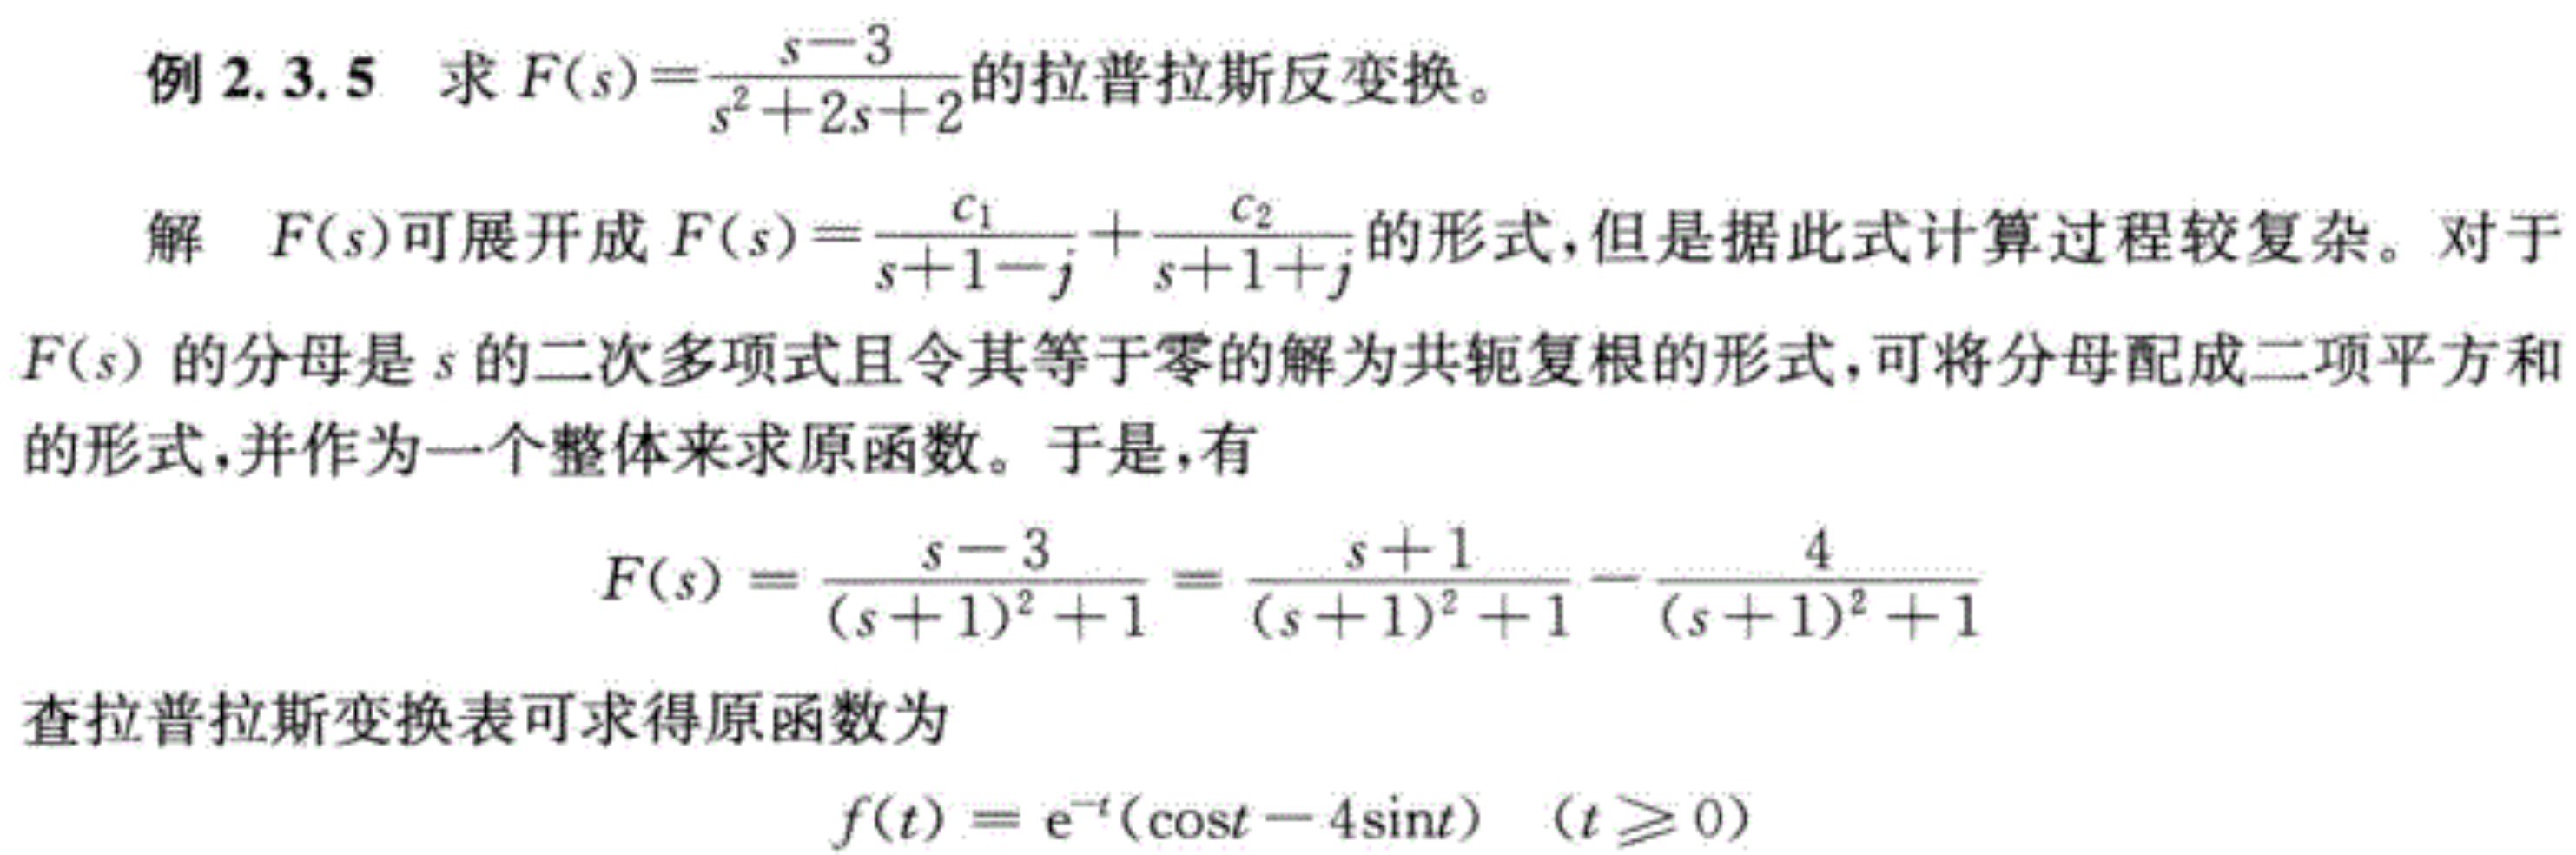 例 2.3.5 求 F(s)=\frac{s-3}{s^2+2s+2}的拉普拉斯反变换。
解 F(s)可展开成 F(s)=\frac{c_1}{s+1-j}+\frac{c_2}{s+1+j}的形式,但是据此式计算过程较复杂。对于
F(s) 的分母是 s 的二次多项式且令其等于零的解为共轭复根的形式,可将分母配成二项平方和
的形式,并作为一个整体来求原函数。于是,有
F(s) = \frac{s-3}{(s+1)^2+1} = \frac{s+1}{(s+1)^2+1} - \frac{4}{(s+1)^2+1}
查拉普拉斯变换表可求得原函数为
f(t) = e^{-t}(cost-4sint) (t≥0)